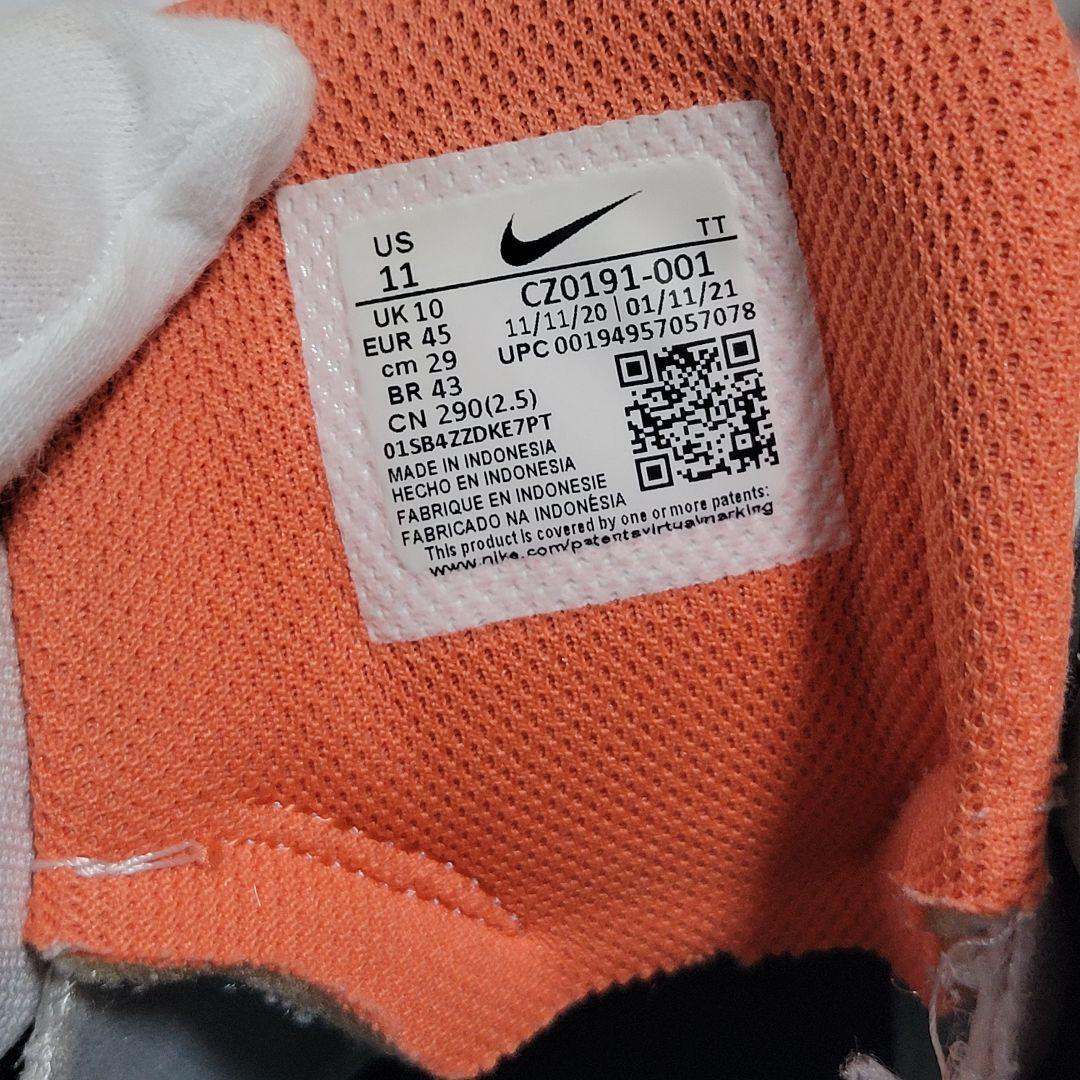 US
11
TT
CZ0191-001
11/11/20 | 01/11/21
UPC 00194957057078
UK 10
EUR 45
cm 29
BR 43
CN 290(2.5)
01SB4ZZDKE7PT
MADE IN INDONESIA
HECHO EN INDONESIA
FABRIQUE EN INDONESIE
FABRICADO NA INDONÉSIA
This product is covered by one or more patents:
www.nike.com/patentsvirtualmarking